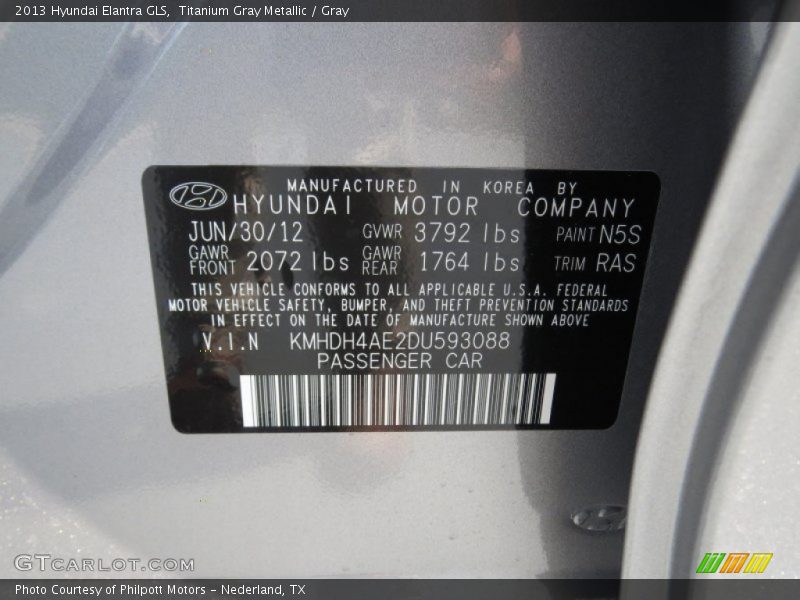 2013 Hyundai Elantra GLS, Titanium Gray Metallic / Gray
MANUFACTURED IN KOREA BY
HYUNDAI MOTOR COMPANY
JUN/30/12 GVWR 3792 lbs PAINT N5S
GAWR FRONT 2072 lbs GAWR REAR 1764 lbs TRIM RAS
THIS VEHICLE CONFORMS TO ALL APPLICABLE U.S.A. FEDERAL
MOTOR VEHICLE SAFETY, BUMPER, AND THEFT PREVENTION STANDARDS
IN EFFECT ON THE DATE OF MANUFACTURE SHOWN ABOVE
V.I.N KMHDH4AE2DU593088
PASSENGER CAR
GTCARLOT.COM
Photo Courtesy of Philpott Motors - Nederland, TX